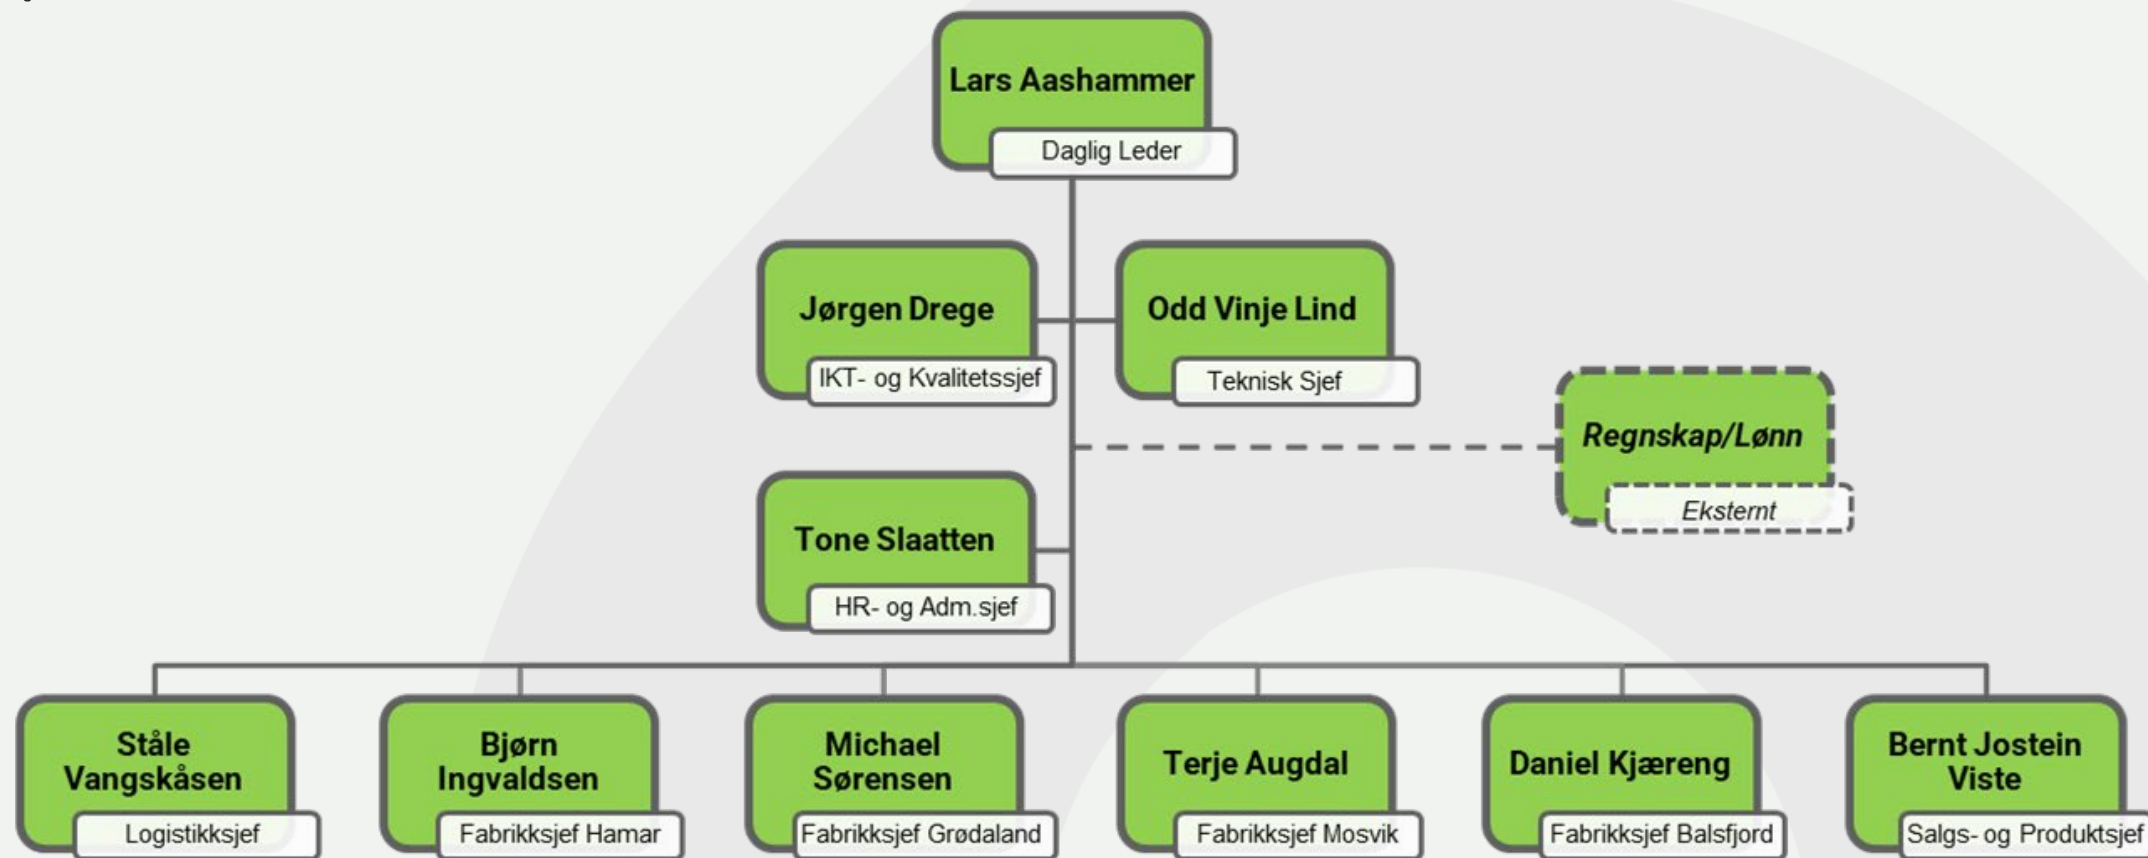 Lars Aashammer
Daglig Leder
Jørgen Drege
IKT- og Kvalitetssjef
Odd Vinje Lind
Teknisk Sjef
Regnskap/Lønn
Eksternt
Tone Slaatten
HR- og Adm.sjef
Ståle
Vangskåsen
Logistikksjef
Bjørn
Ingvaldsen
Fabrikksjef Hamar
Michael
Sørensen
Fabrikksjef Grødaland
Terje Augdal
Fabrikksjef Mosvik
Daniel Kjæreng
Fabrikksjef Balsfjord
Bernt Jostein
Viste
Salgs- og Produktsjef